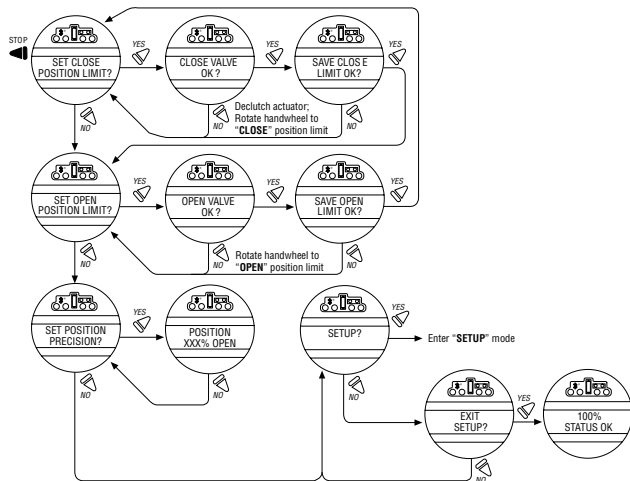 STOP
SET CLOSE
POSITION LIMIT?
YES
NO
CLOSE VALVE
OK ?
YES
NO
SAVE CLOS E
LIMIT OK?
YES
NO
Declutch actuator;
Rotate handwheel to
“CLOSE” position limit
SET OPEN
POSITION LIMIT?
YES
NO
OPEN VALVE
OK ?
YES
NO
SAVE OPEN
LIMIT OK?
YES
NO
Rotate handwheel to
“OPEN” position limit
SET POSITION
PRECISION?
YES
NO
POSITION
XXX% OPEN
NO
SETUP?
YES
NO
Enter “SETUP” mode
EXIT
SETUP?
YES
NO
100%
STATUS OK